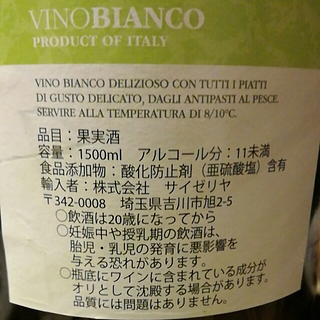 VINOBIANCO
PRODUCT OF ITALY
VINO BIANCO DELIZIOSO CON TUTTI I PIATTI
DI GUSTO DELICATO, DAGLI ANTIPASTI AL PESCE.
SERVIRE ALLA TEMPERATURA DI 8/10°C.
品目：果実酒
容量：1500ml　アルコール分：11未満
食品添加物：酸化防止剤（亜硫酸塩）含有
輸入者：株式会社　サイゼリヤ
〒342-0008　埼玉県吉川市旭2-5
○飲酒は20歳になってから
○妊娠中や授乳期の飲酒は、
胎児・乳児の発育に悪影響を
与える恐れがあります。
○瓶底にワインに含まれている成分が
オリとして沈殿する場合があります。
品質には問題はありません。